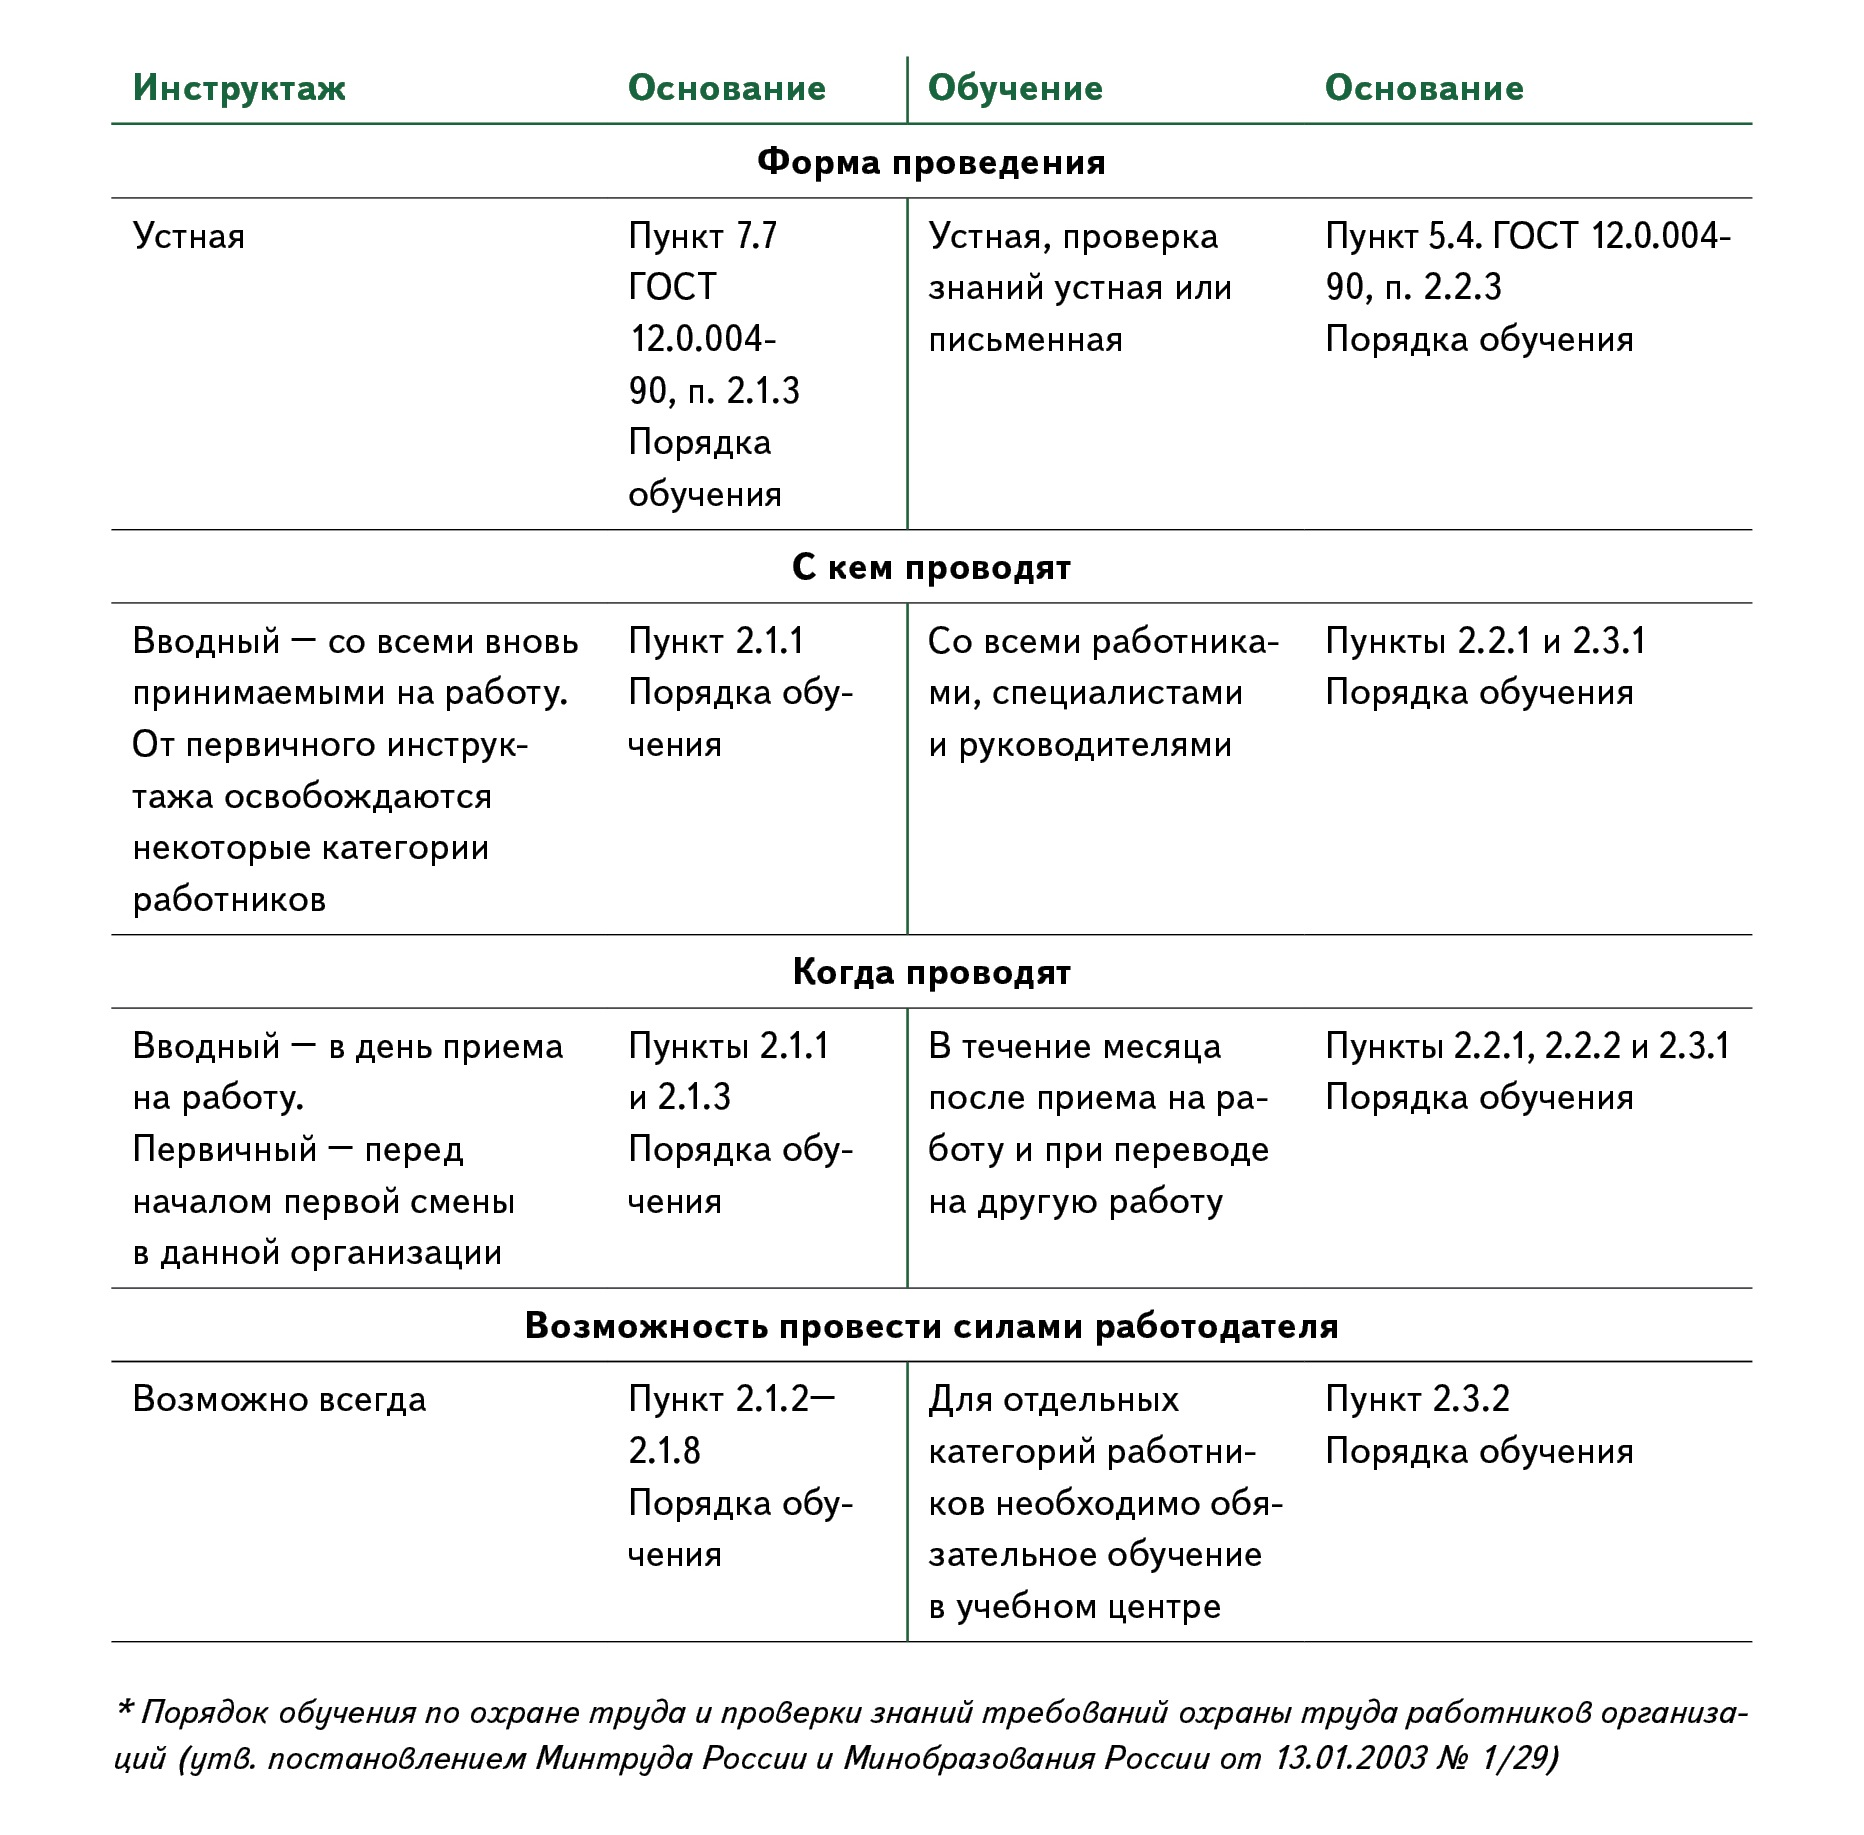 Инструктаж
Основание
Обучение
Основание
Форма проведения
Устная
Пункт 7.7
ГОСТ
12.0.004-
90, п. 2.1.3
Порядка
обучения
Устная, проверка
знаний устная или
письменная
Пункт 5.4. ГОСТ 12.0.004-
90, п. 2.2.3
Порядка обучения
С кем проводят
Вводный — со всеми вновь
принимаемыми на работу.
От первичного инструк-
тажа освобождаются
некоторые категории
работников
Пункт 2.1.1
Порядка обу-
чения
Со всеми работника-
ми, специалистами
и руководителями
Пункты 2.2.1 и 2.3.1
Порядка обучения
Когда проводят
Вводный — в день приема
на работу.
Первичный — перед
началом первой смены
в данной организации
Пункты 2.1.1
и 2.1.3
Порядка обу-
чения
В течение месяца
после приема на ра-
боту и при переводе
на другую работу
Пункты 2.2.1, 2.2.2 и 2.3.1
Порядка обучения
Возможность провести силами работодателя
Возможно всегда
Пункт 2.1.2—
2.1.8
Порядка обу-
чения
Для отдельных
категорий работни-
ков необходимо обя-
зательное обучение
в учебном центре
Пункт 2.3.2
Порядка обучения
* Порядок обучения по охране труда и проверки знаний требований охраны труда работников организа-
ций (утв. постановлением Минтруда России и Минобразования России от 13.01.2003 № 1/29)